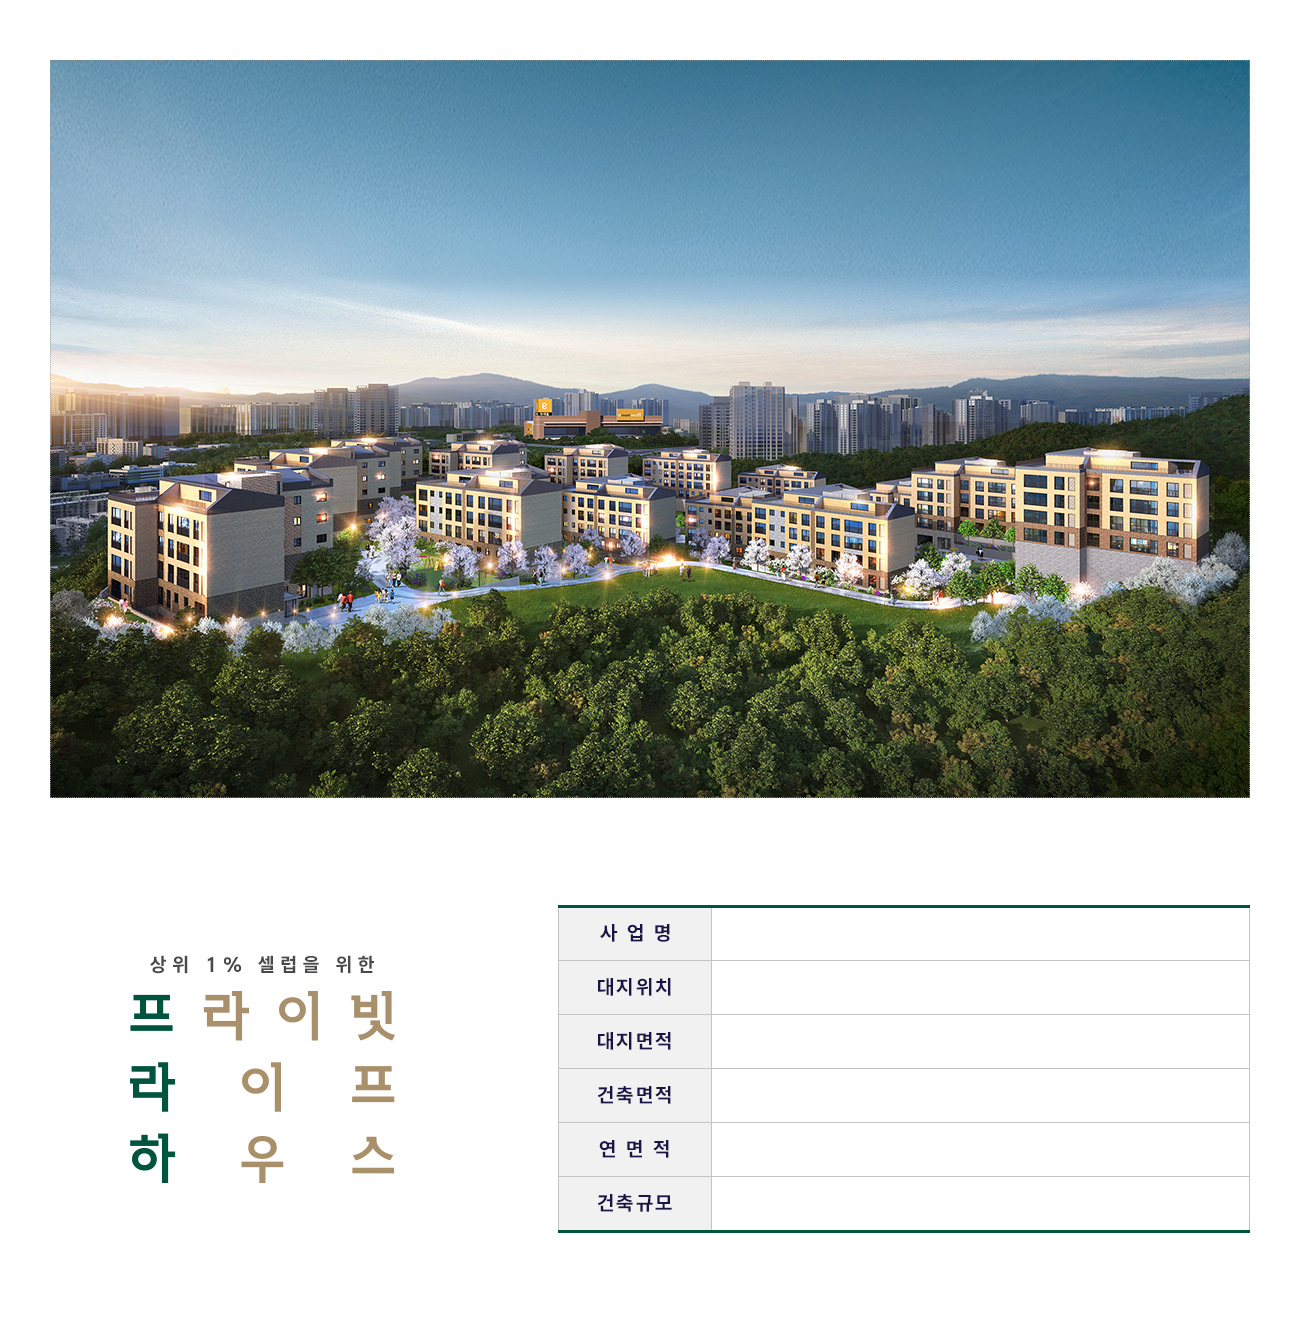 상위 1% 셀럽을 위한
프라이빗
라이프
하우스
사 업 명
대지위치
대지면적
건축면적
연 면 적
건축규모